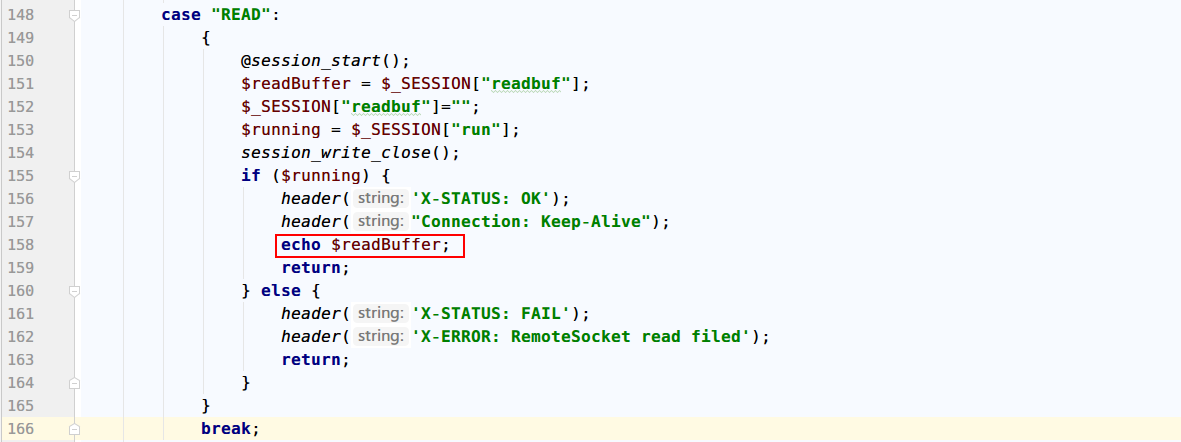 148 case "READ":
149 {
150 @session_start();
151 $readBuffer = $_SESSION["readbuf"];
152 $_SESSION["readbuf"]="";
153 $running = $_SESSION["run"];
154 session_write_close();
155 if ($running) {
156 header( string: 'X-STATUS: OK');
157 header( string: "Connection: Keep-Alive");
158 echo $readBuffer;
159 return;
160 } else {
161 header( string: 'X-STATUS: FAIL');
162 header( string: 'X-ERROR: RemoteSocket read filed');
163 return;
164 }
165 }
166 break;